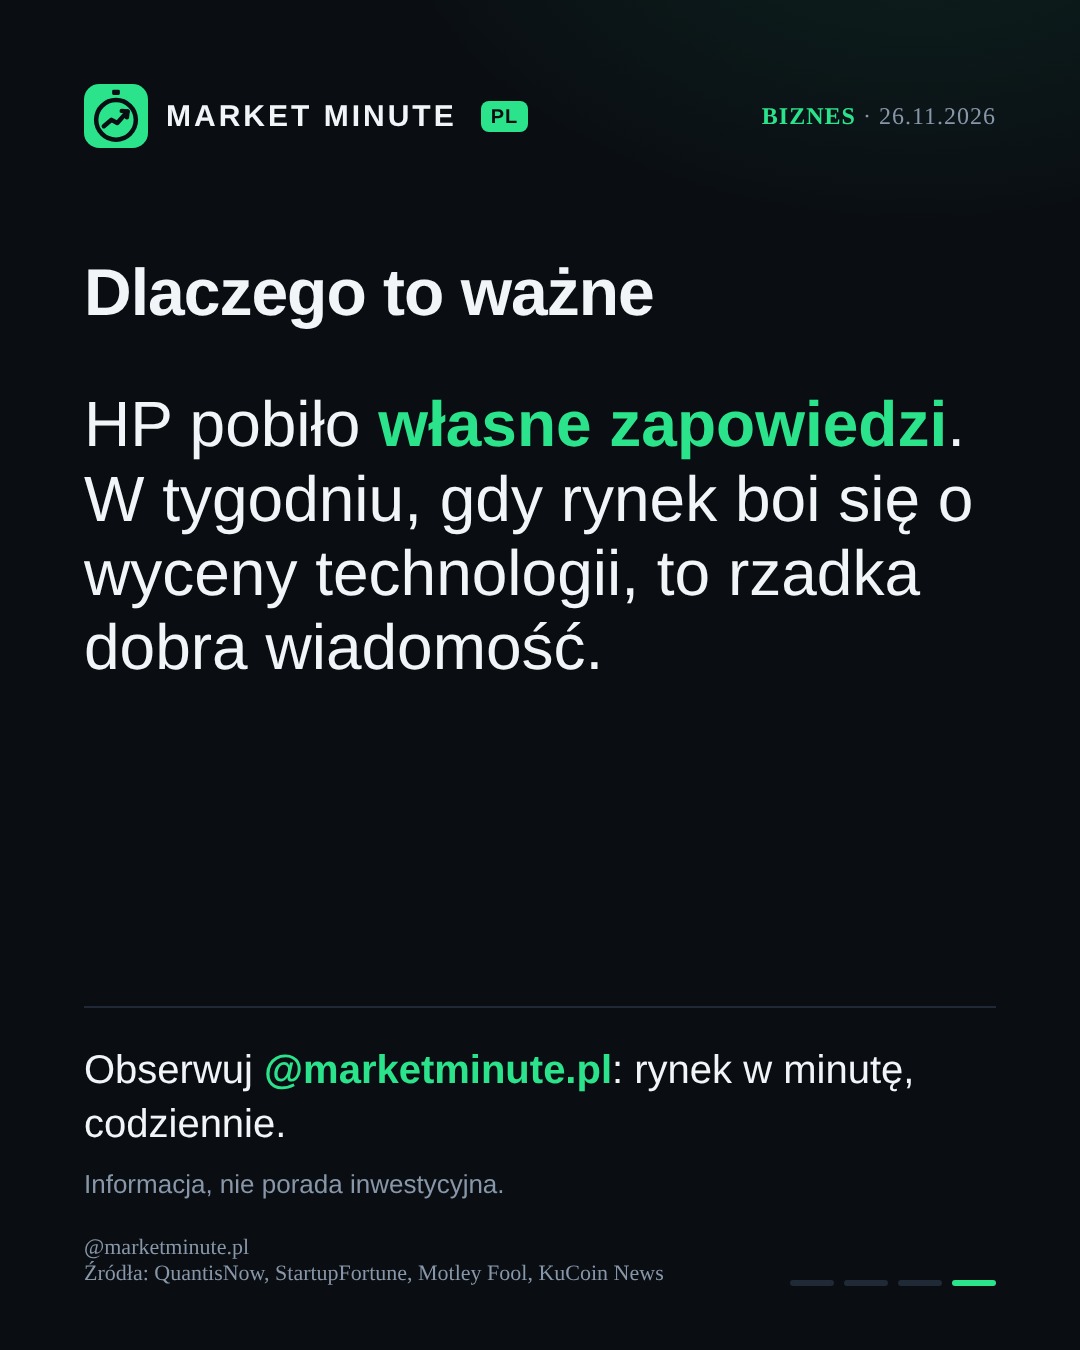 MARKET MINUTE PL
BIZNES · 26.11.2026
Dlaczego to ważne
HP pobiło własne zapowiedzi.
W tygodniu, gdy rynek boi się o
wyceny technologii, to rzadka
dobra wiadomość.
Obserwuj @marketminute.pl: rynek w minutę,
codziennie.
Informacja, nie porada inwestycyjna.
@marketminute.pl
Źródła: QuantisNow, StartupFortune, Motley Fool, KuCoin News